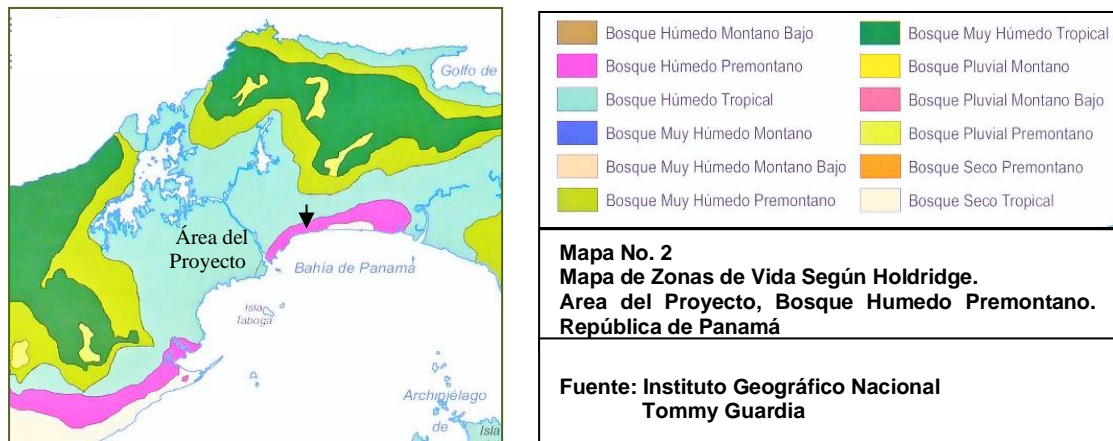 Golfo de
Área del
Proyecto
Bahía de Panamá
Isla
Taboga
Archipiélago
de
Isla
Bosque Húmedo Montano Bajo
Bosque Húmedo Premontano
Bosque Húmedo Tropical
Bosque Muy Húmedo Montano
Bosque Muy Húmedo Montano Bajo
Bosque Muy Húmedo Premontano
Bosque Muy Húmedo Tropical
Bosque Pluvial Montano
Bosque Pluvial Montano Bajo
Bosque Pluvial Premontano
Bosque Seco Premontano
Bosque Seco Tropical
Mapa No. 2
Mapa de Zonas de Vida Según Holdridge.
Area del Proyecto, Bosque Humedo Premontano.
República de Panamá
Fuente: Instituto Geográfico Nacional
Tommy Guardia